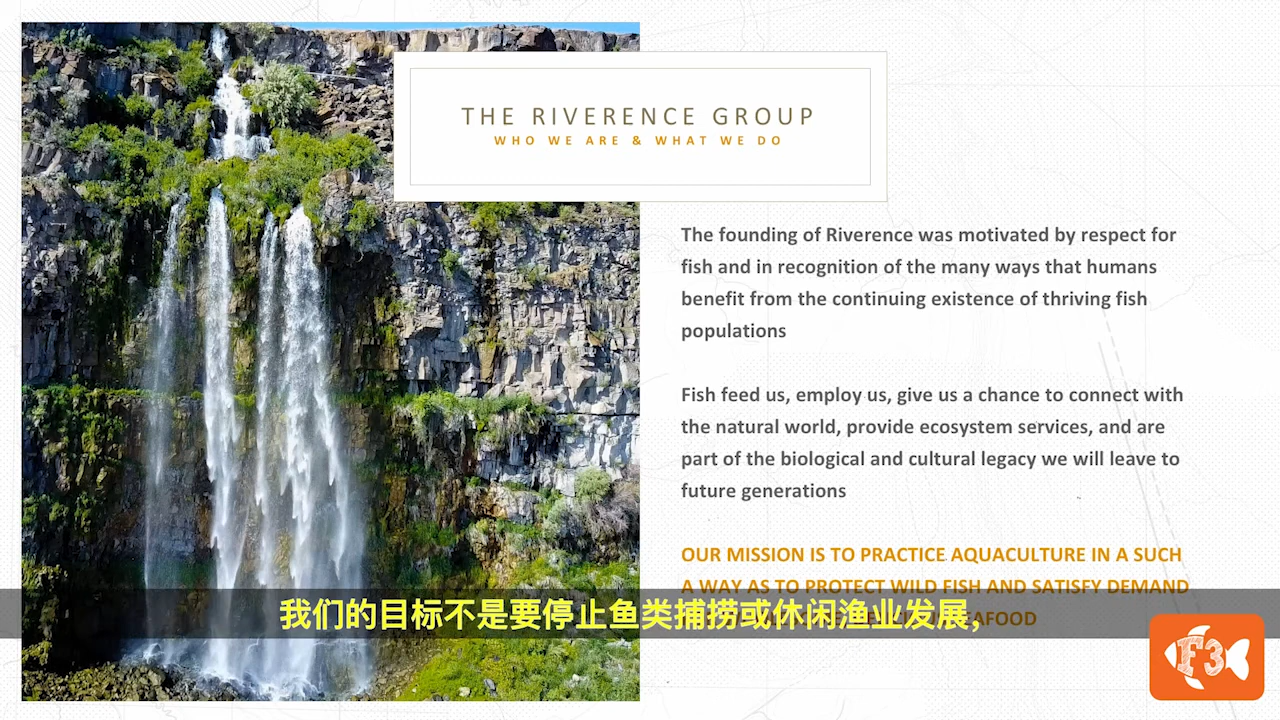 THE RIVERENCE GROUP
WHO WE ARE & WHAT WE DO
The founding of Riverence was motivated by respect for
fish and in recognition of the many ways that humans
benefit from the continuing existence of thriving fish
populations
Fish feed us, employ us, give us a chance to connect with
the natural world, provide ecosystem services, and are
part of the biological and cultural legacy we will leave to
future generations
OUR MISSION IS TO PRACTICE AQUACULTURE IN A SUCH
A WAY AS TO PROTECT WILD FISH AND SATISFY DEMAND
我们的目标不是要停止鱼类捕捞或休闲渔业发展,
F3